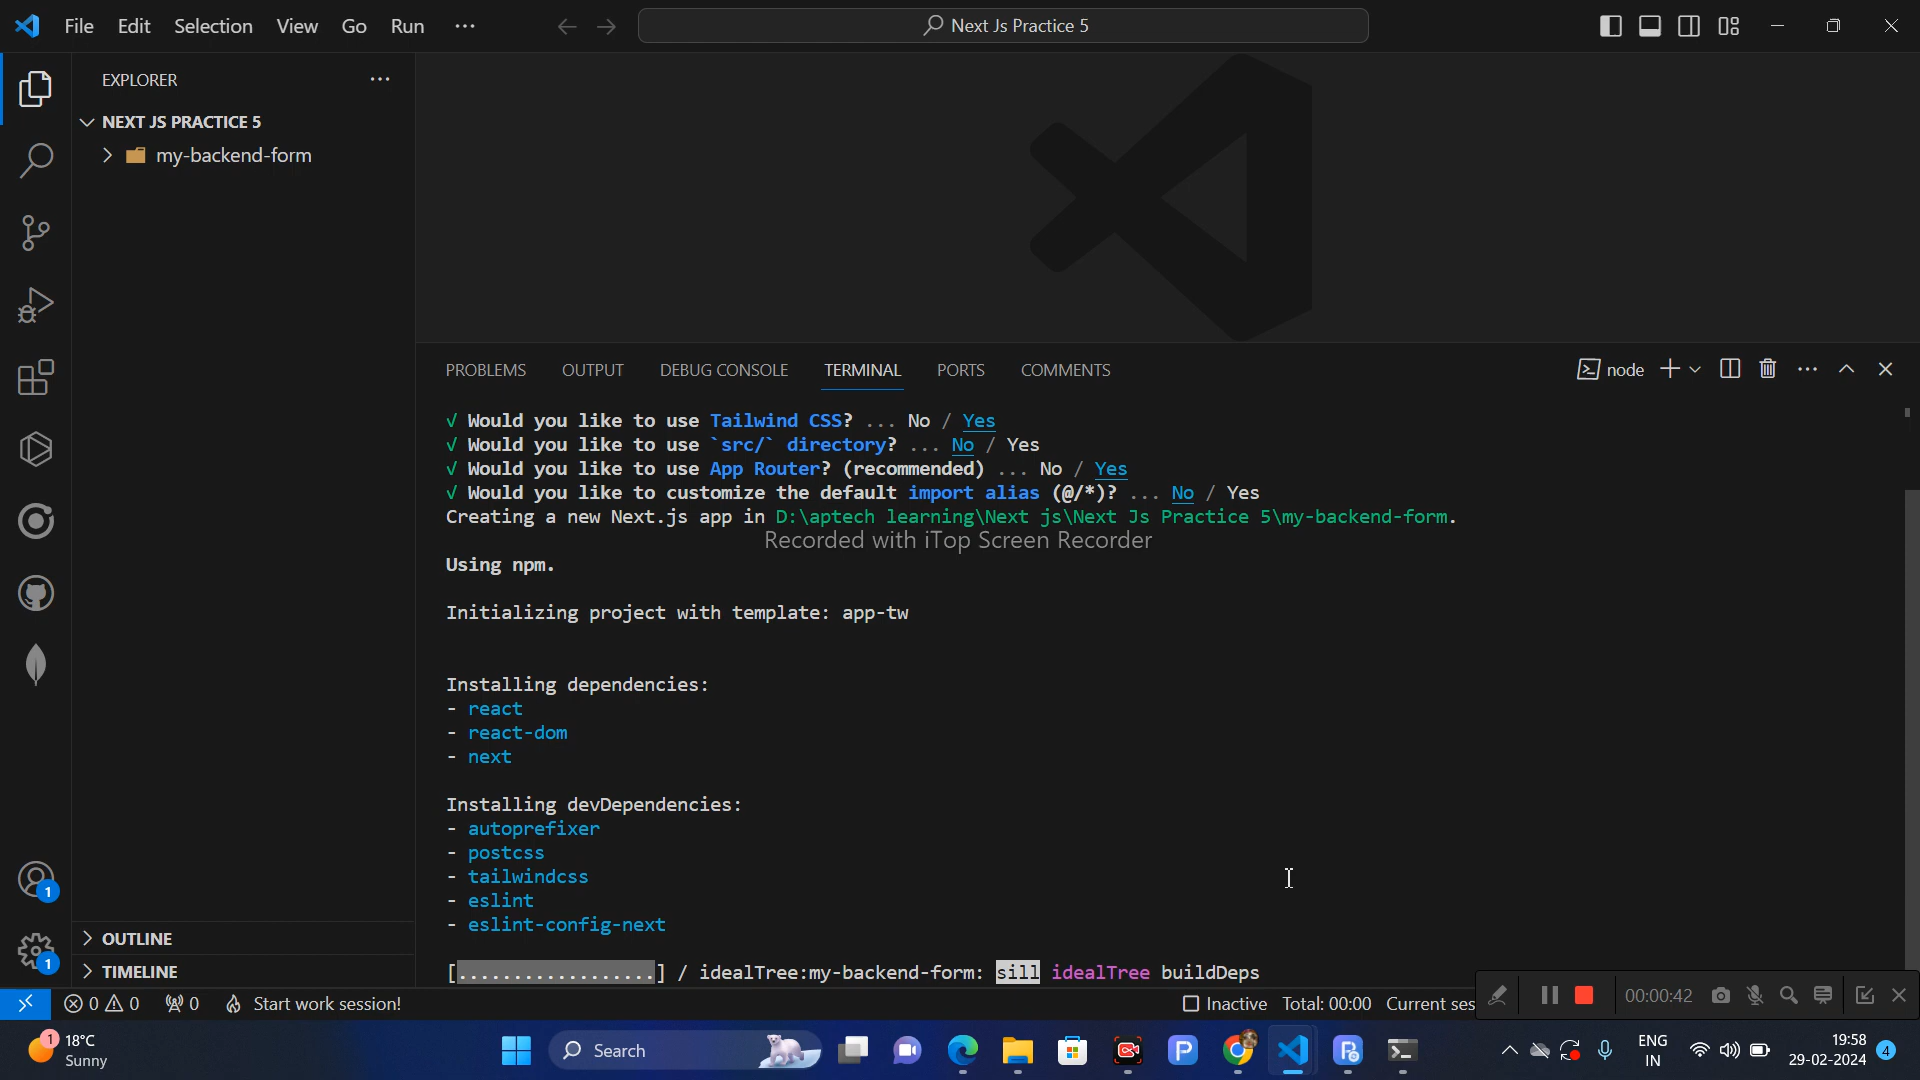 File Edit Selection View Go Run ...
Next Js Practice 5
EXPLORER
NEXT JS PRACTICE 5
my-backend-form
OUTLINE
TIMELINE
PROBLEMS OUTPUT DEBUG CONSOLE TERMINAL PORTS COMMENTS
node
√ Would you like to use Tailwind CSS? ... No / Yes
√ Would you like to use `src/` directory? ... No / Yes
√ Would you like to use App Router? (recommended) ... No / Yes
√ Would you like to customize the default import alias (@/*)? ... No / Yes
Creating a new Next.js app in D:\aptech learning\Next js\Next Js Practice 5\my-backend-form.
Recorded with iTop Screen Recorder
Using npm.
Initializing project with template: app-tw
Installing dependencies:
- react
- react-dom
- next
Installing devDependencies:
- autoprefixer
- postcss
- tailwindcss
- eslint
- eslint-config-next
[..................] / idealTree:my-backend-form: sill idealTree buildDeps
1
1
0 0 0 Start work session!
Inactive Total: 00:00 Current ses
00:00:42
1 18°C
Sunny
Search
ENG
IN
19:58
29-02-2024
4